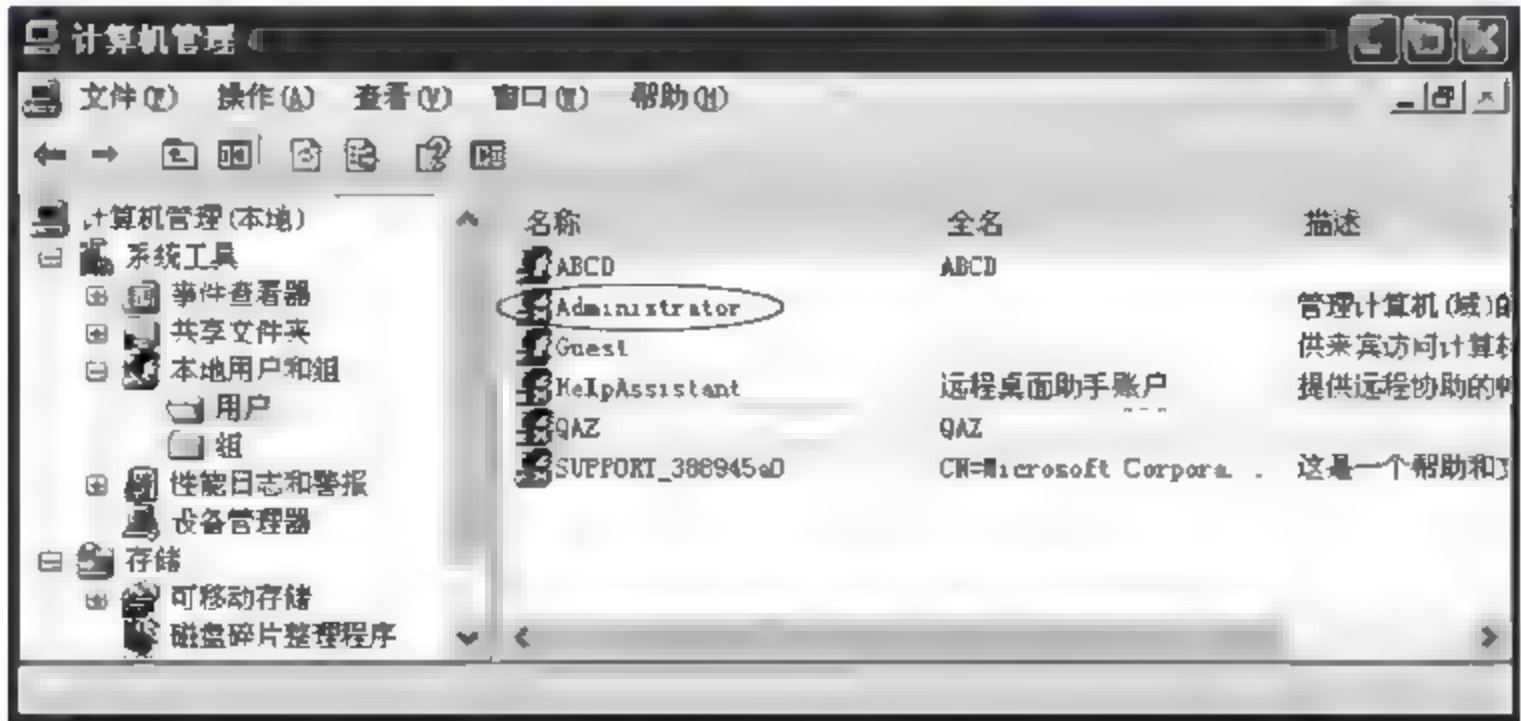 计算机管理
文件(F) 操作(A) 查看(V) 窗口(W) 帮助(H)
计算机管理(本地)
系统工具
事件查看器
共享文件夹
本地用户和组
用户
组
性能日志和警报
设备管理器
存储
可移动存储
磁盘碎片整理程序
名称 全名 描述
ABCD ABCD
Administrator 管理计算机(域)的
Guest 供来宾访问计算机
HelpAssistant 远程桌面助手账户 提供远程协助的帐
QAZ QAZ
SUPPORT_388945a0 CN=Microsoft Corpora... 这是一个帮助和支